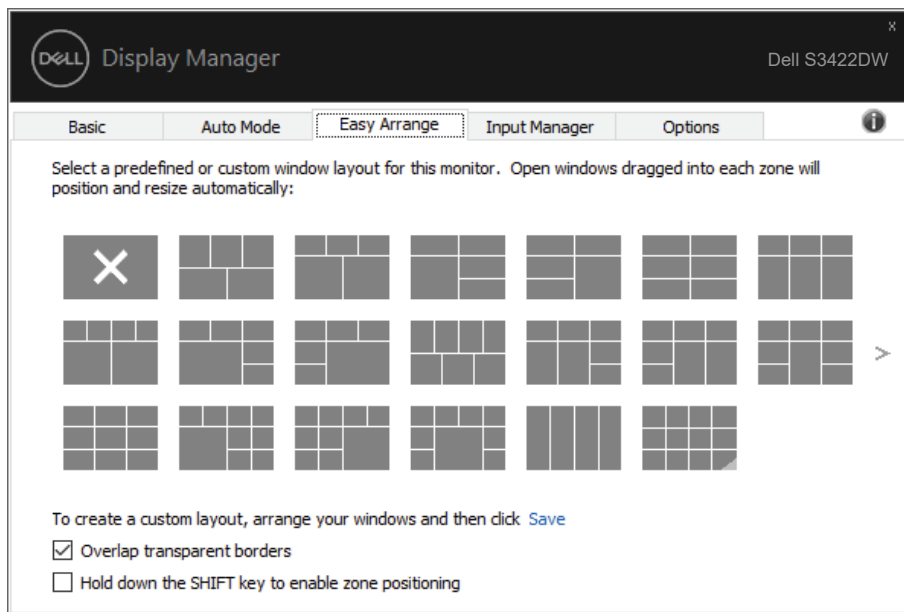 x
DELL
Display Manager
Dell S3422DW
Basic
Auto Mode
Easy Arrange
Input Manager
Options
i
Select a predefined or custom window layout for this monitor.  Open windows dragged into each zone will
position and resize automatically:
>
To create a custom layout, arrange your windows and then click  Save
Overlap transparent borders
Hold down the SHIFT key to enable zone positioning